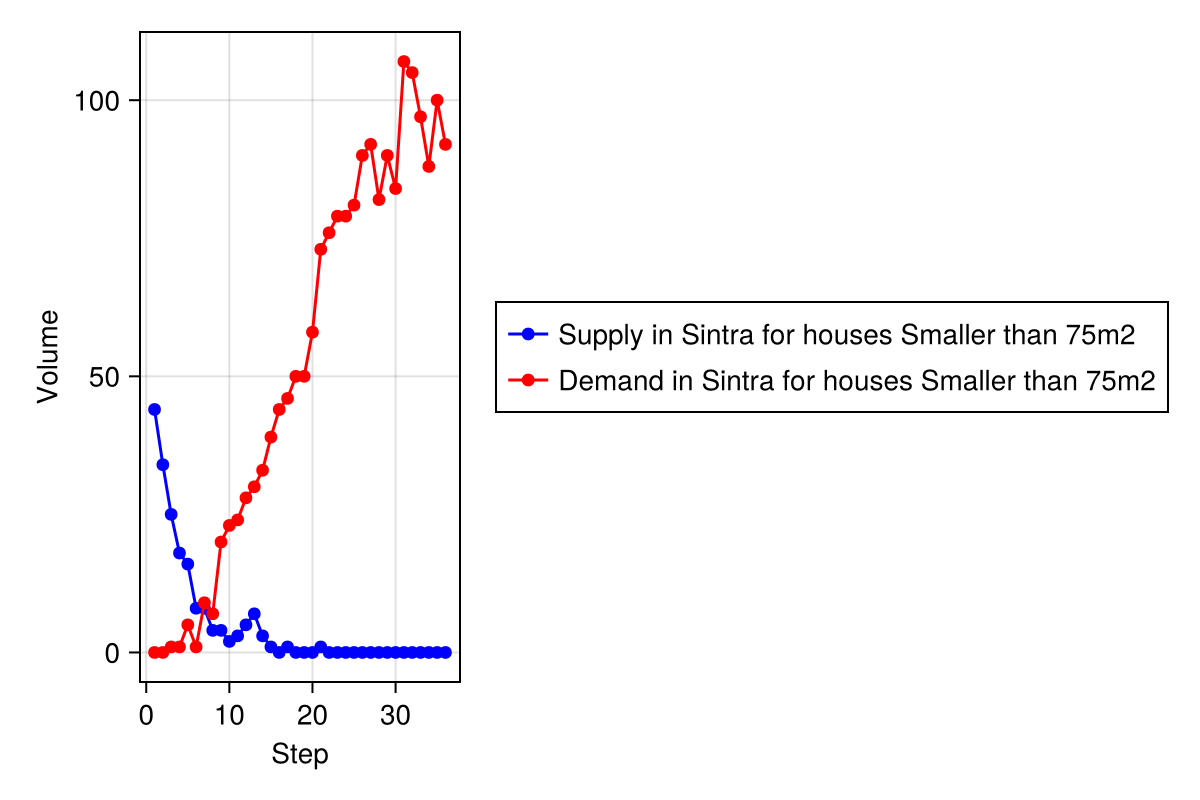 100
50
0
Volume
0 10 20 30
Step
Supply in Sintra for houses Smaller than 75m2
Demand in Sintra for houses Smaller than 75m2